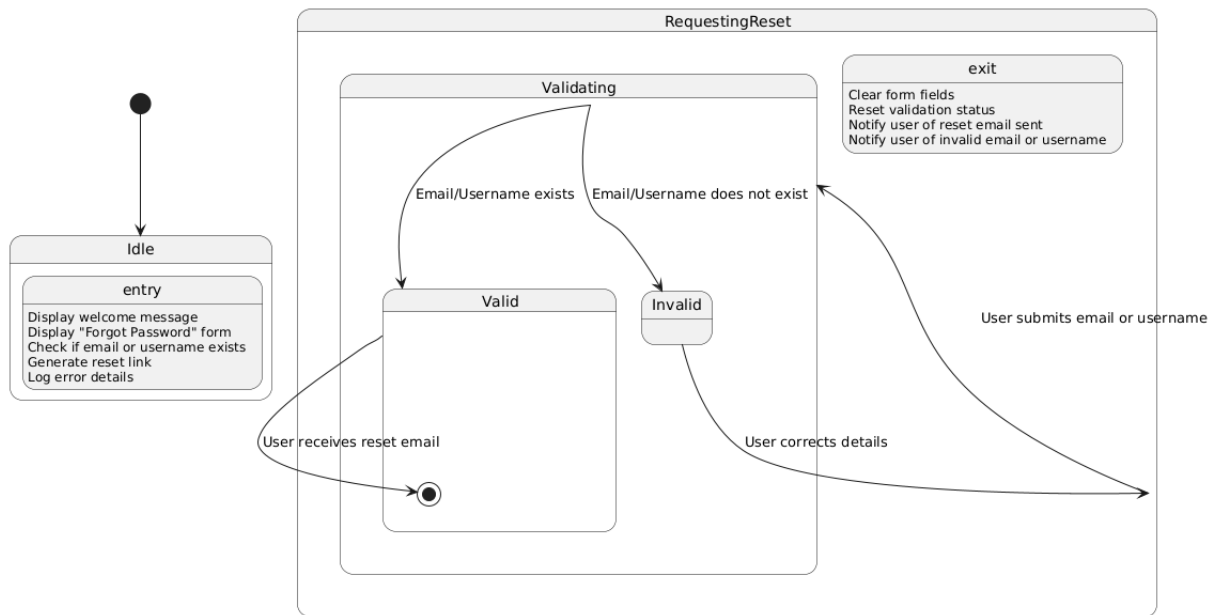 RequestingReset
Validating
exit
Clear form fields
Reset validation status
Notify user of reset email sent
Notify user of invalid email or username
Email/Username exists
Email/Username does not exist
Idle
entry
Display welcome message
Display "Forgot Password" form
Check if email or username exists
Generate reset link
Log error details
Valid
Invalid
User submits email or username
User receives reset email
User corrects details